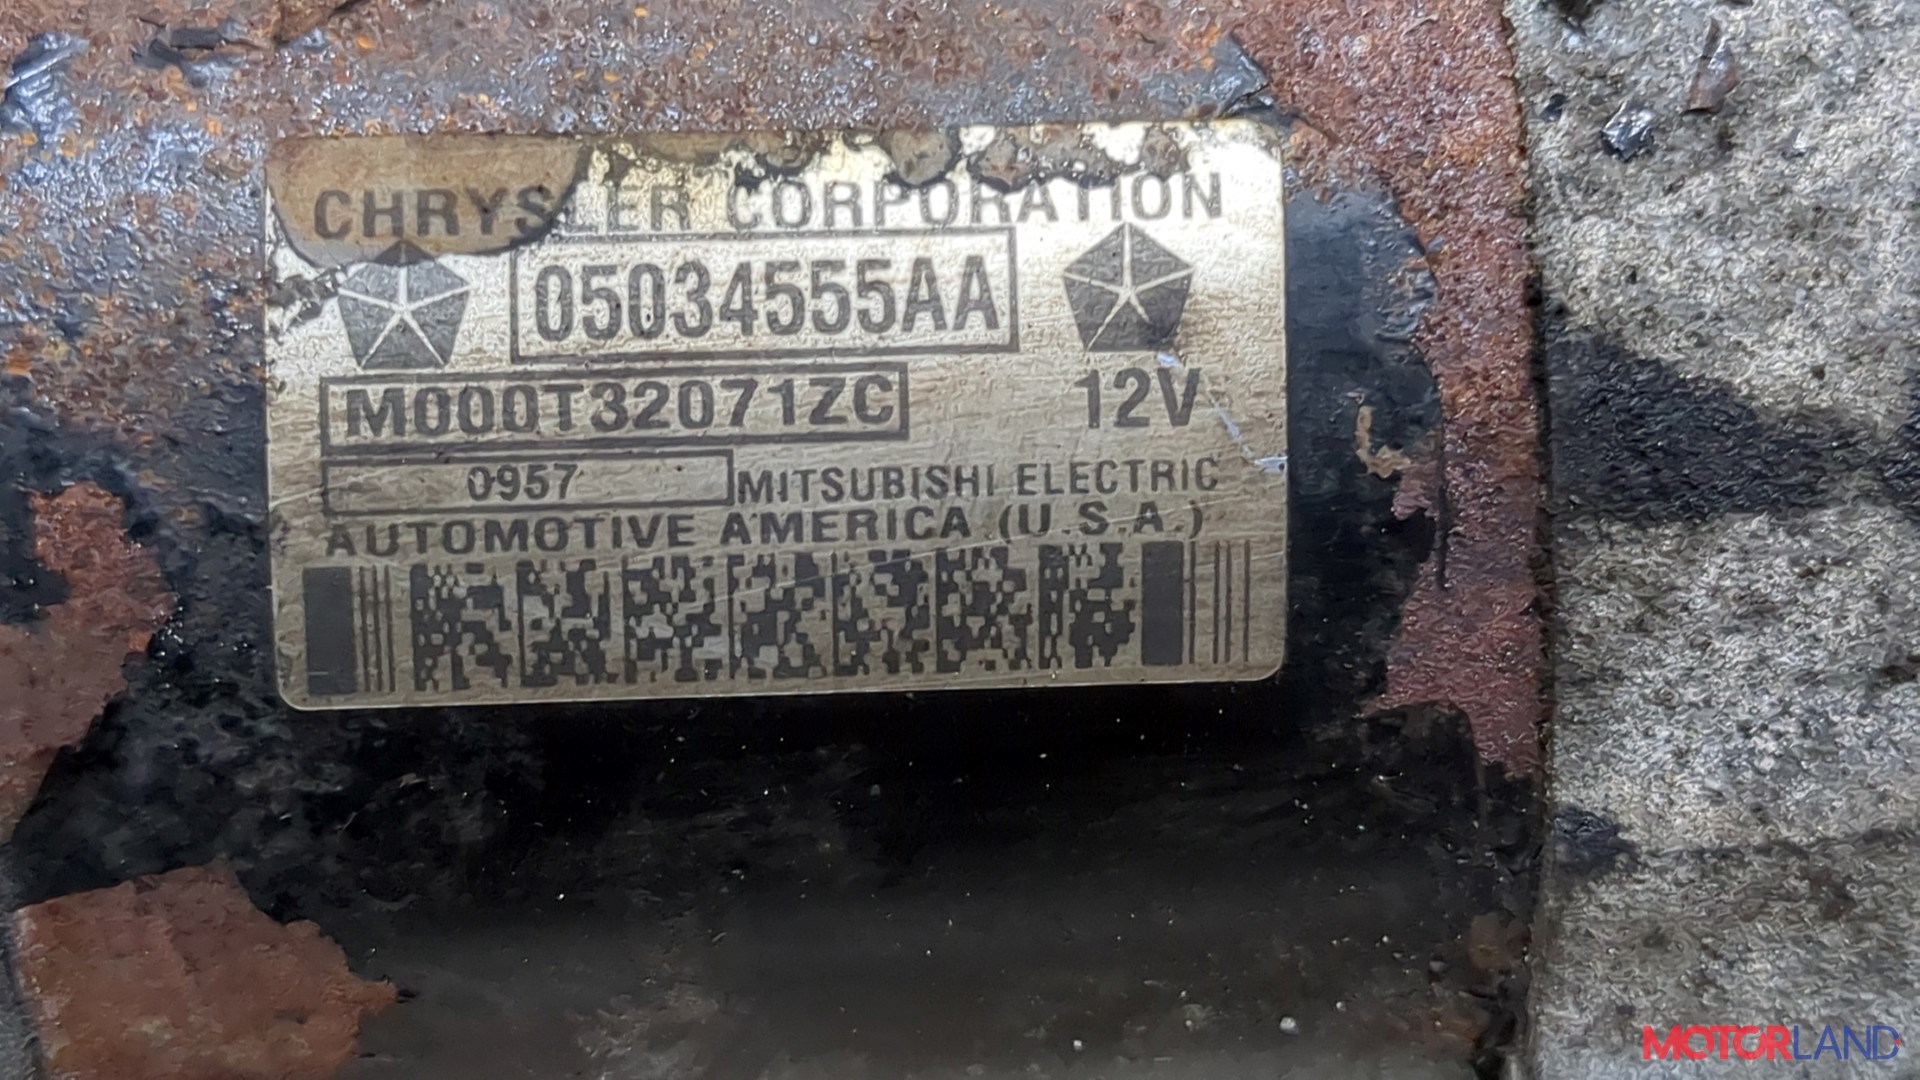 CHRYSLER CORPORATION
05034555AA
M000T32071ZC 12V
0957 MITSUBISHI ELECTRIC
AUTOMOTIVE AMERICA (U.S.A.)
MOTORLAND